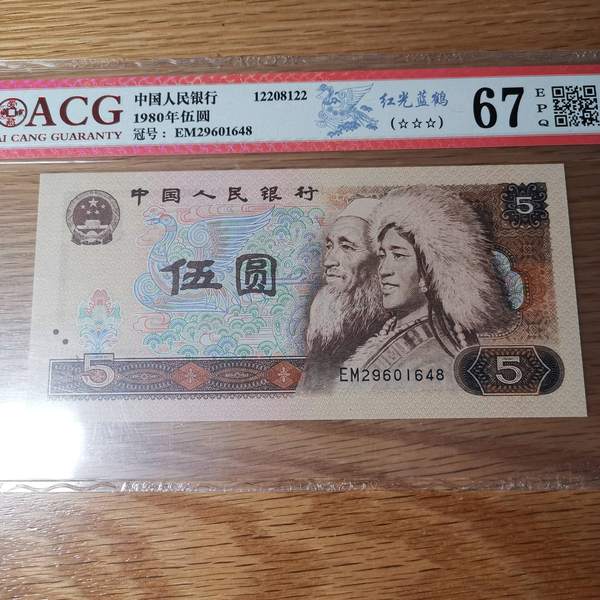 ACG
AI CANG GUARANTY
中国人民银行
1980年伍圆
冠号: EM29601648
12208122
红光蓝鹤
(☆☆☆)
67
EPQ
中国人民银行
伍圆
5
5
EM29601648
5